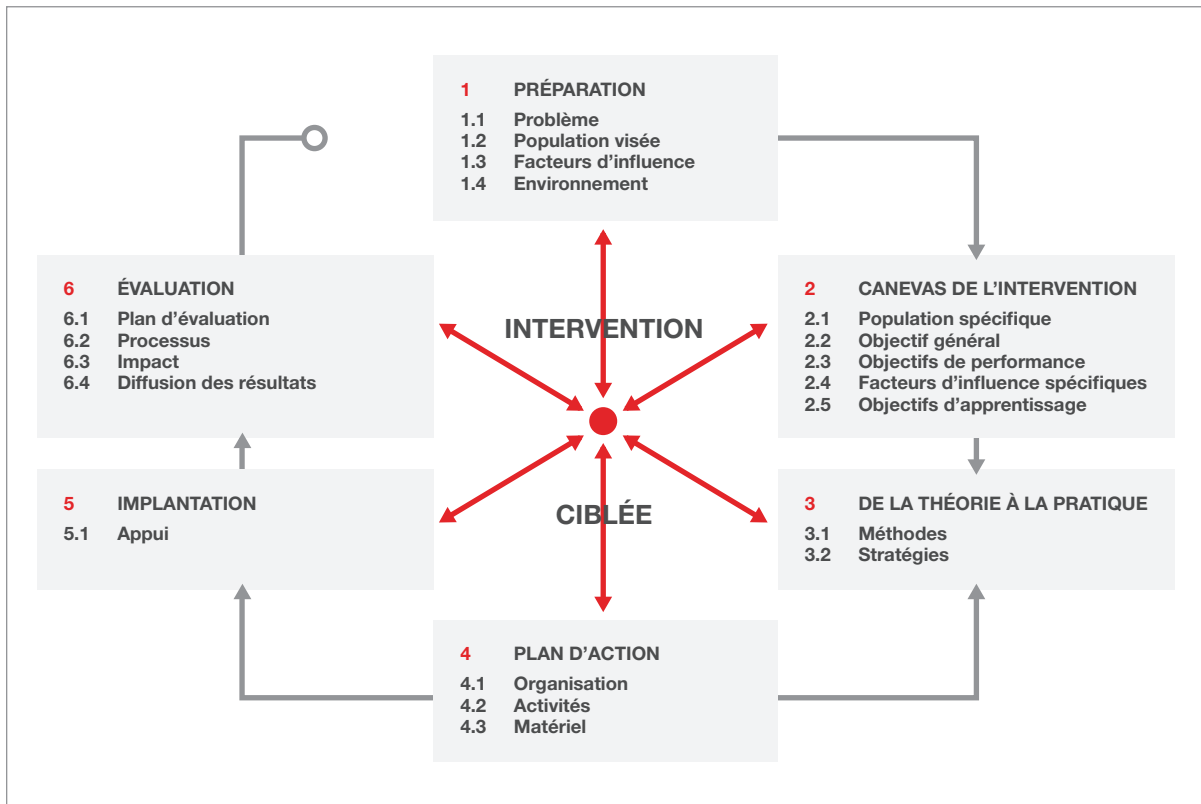 1 PRÉPARATION
1.1 Problème
1.2 Population visée
1.3 Facteurs d’influence
1.4 Environnement
2 CANEVAS DE L’INTERVENTION
2.1 Population spécifique
2.2 Objectif général
2.3 Objectifs de performance
2.4 Facteurs d’influence spécifiques
2.5 Objectifs d’apprentissage
3 DE LA THÉORIE À LA PRATIQUE
3.1 Méthodes
3.2 Stratégies
4 PLAN D’ACTION
4.1 Organisation
4.2 Activités
4.3 Matériel
5 IMPLANTATION
5.1 Appui
6 ÉVALUATION
6.1 Plan d’évaluation
6.2 Processus
6.3 Impact
6.4 Diffusion des résultats
INTERVENTION
CIBLÉE